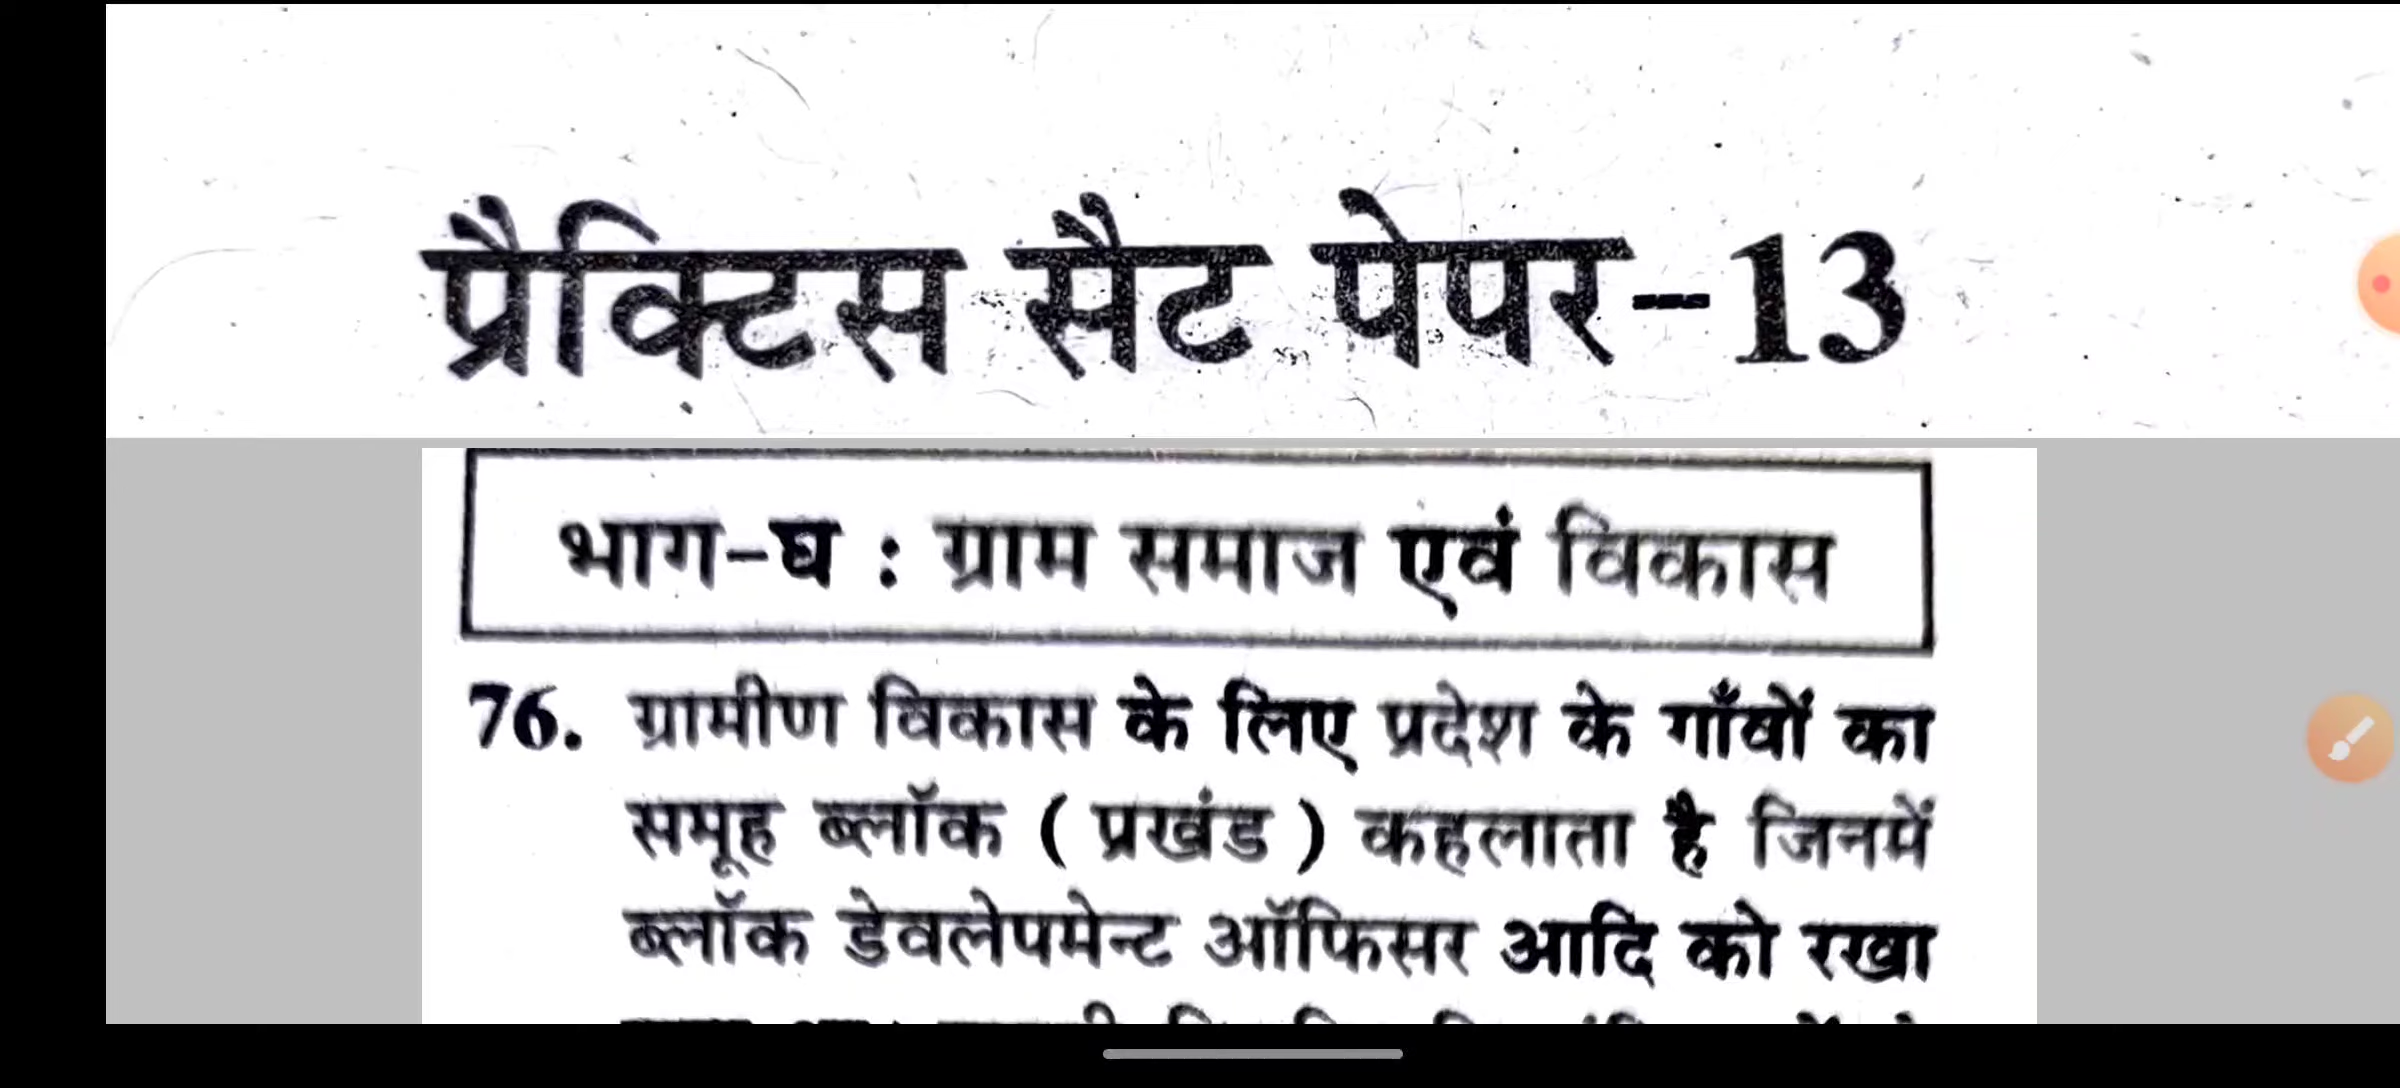 प्रैक्टिस सैट पेपर-13
भाग-घ : ग्राम समाज एवं विकास
76. ग्रामीण विकास के लिए प्रदेश के गाँवों का
समूह ब्लॉक ( प्रखंड ) कहलाता है जिनमें
ब्लॉक डेवलेपमेन्ट ऑफिसर आदि को रखा